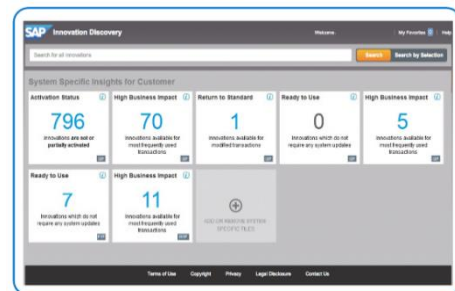 SAP Innovation Discovery
Welcome
My Favorites
Help
Search for all innovations
Search
Search by Selection
System Specific Insights for Customer
Activation Status
796
Innovations are not or
partially activated
High Business Impact
70
Innovations available for
most frequently used
transactions
Return to Standard
1
Innovations available for
modified transactions
Ready to Use
0
Innovations which do not
require any system updates
High Business Impact
5
Innovations available for
most frequently used
transactions
Ready to Use
7
Innovations which do not
require any system updates
High Business Impact
11
Innovations available for
most frequently used
transactions
ADD OR REMOVE SYSTEM
SPECIFIC TILES
Terms of Use
Copyright
Privacy
Legal Disclosure
Contact Us